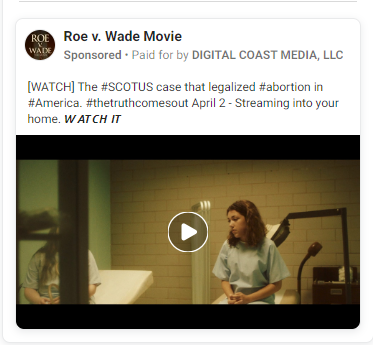 ROE
v.
WADE
Roe v. Wade Movie
Sponsored • Paid for by DIGITAL COAST MEDIA, LLC
[WATCH] The #SCOTUS case that legalized #abortion in
#America. #thetruthcomesout April 2 - Streaming into your
home. 𝙒𝘼𝙏𝘾𝙃 𝙄𝙏